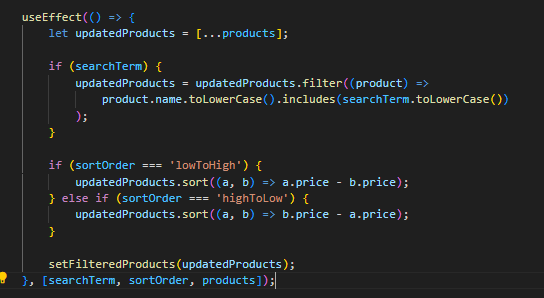 useEffect(() => {
    let updatedProducts = [...products];

    if (searchTerm) {
        updatedProducts = updatedProducts.filter((product) =>
            product.name.toLowerCase().includes(searchTerm.toLowerCase())
        );
    }

    if (sortOrder === 'lowToHigh') {
        updatedProducts.sort((a, b) => a.price - b.price);
    } else if (sortOrder === 'highToLow') {
        updatedProducts.sort((a, b) => b.price - a.price);
    }

    setFilteredProducts(updatedProducts);
}, [searchTerm, sortOrder, products]);